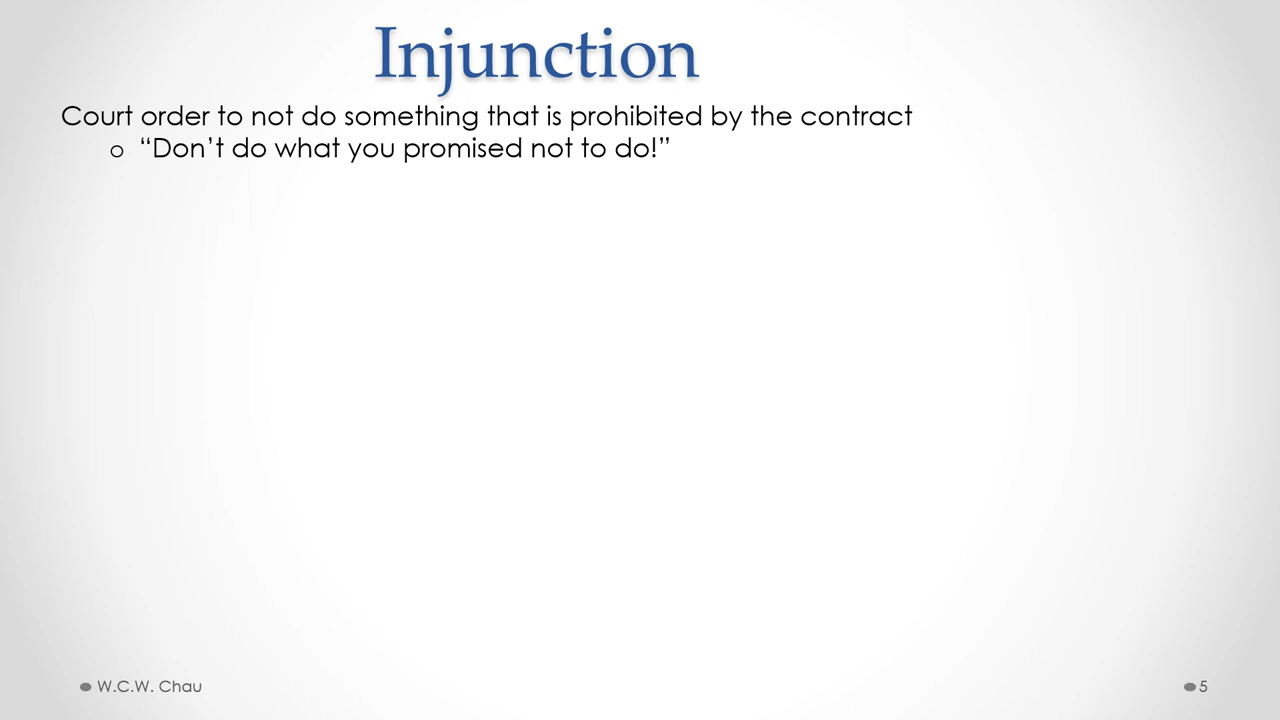 Injunction
Court order to not do something that is prohibited by the contract
o “Don’t do what you promised not to do!”
W.C.W. Chau
5